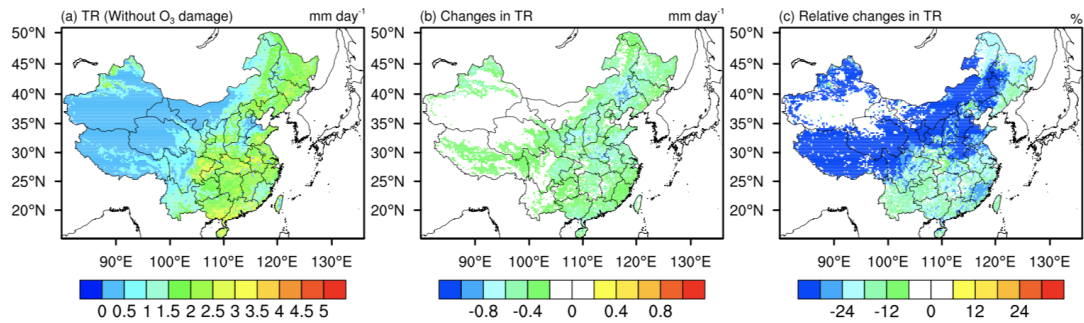 (a) TR (Without O₃ damage) mm day⁻¹
(b) Changes in TR mm day⁻¹
(c) Relative changes in TR %
50°N
45°N
40°N
35°N
30°N
25°N
20°N
90°E 100°E 110°E 120°E 130°E
0 0.5 1 1.5 2 2.5 3 3.5 4 4.5 5
50°N
45°N
40°N
35°N
30°N
25°N
20°N
90°E 100°E 110°E 120°E 130°E
-0.8 -0.4 0 0.4 0.8
50°N
45°N
40°N
35°N
30°N
25°N
20°N
90°E 100°E 110°E 120°E 130°E
-24 -12 0 12 24